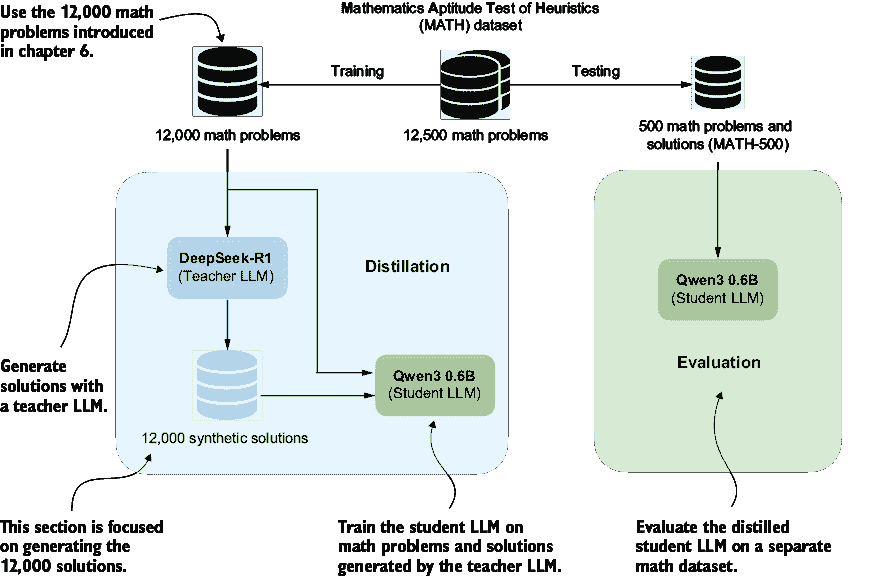 Use the 12,000 math
problems introduced
in chapter 6.
Mathematics Aptitude Test of Heuristics
(MATH) dataset
Training
Testing
12,000 math problems
12,500 math problems
500 math problems and
solutions (MATH-500)
DeepSeek-R1
(Teacher LLM)
Distillation
Qwen3 0.6B
(Student LLM)
Evaluation
Generate
solutions with
a teacher LLM.
Qwen3 0.6B
(Student LLM)
12,000 synthetic solutions
This section is focused
on generating the
12,000 solutions.
Train the student LLM on
math problems and solutions
generated by the teacher LLM.
Evaluate the distilled
student LLM on a separate
math dataset.